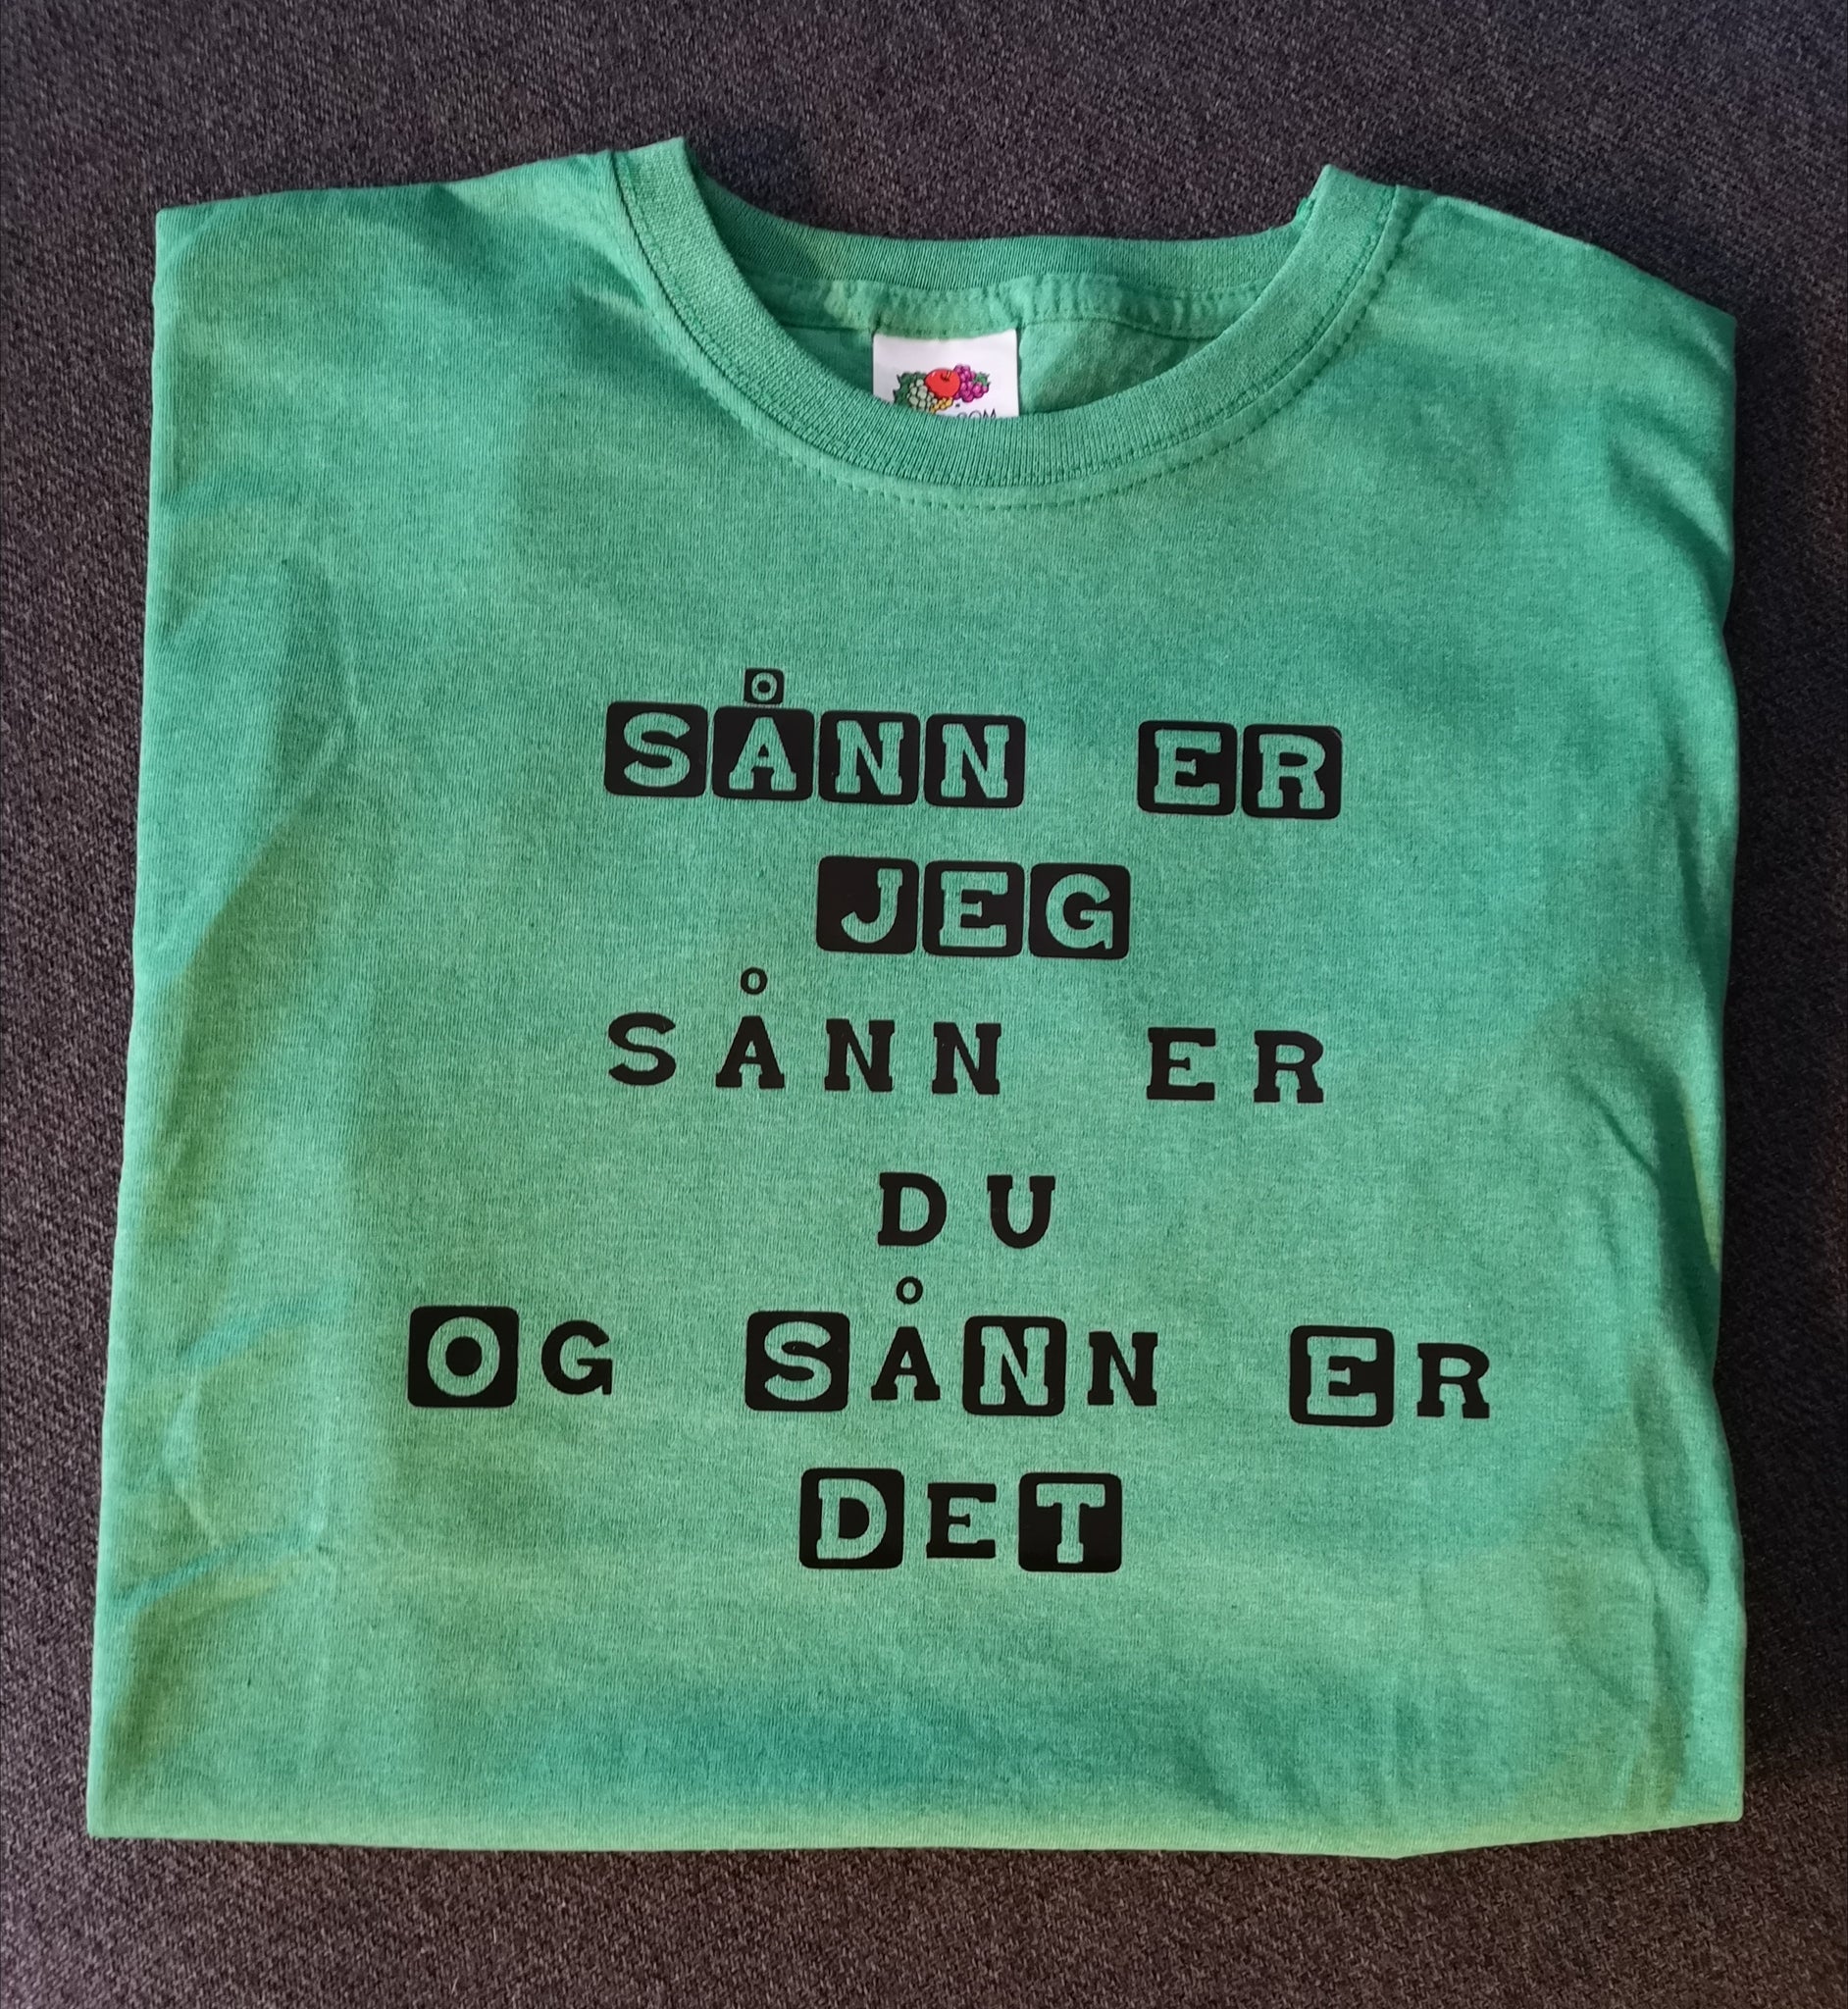 SÅNN ER
JEG
SÅNN ER
DU
OG SÅNN ER
DET